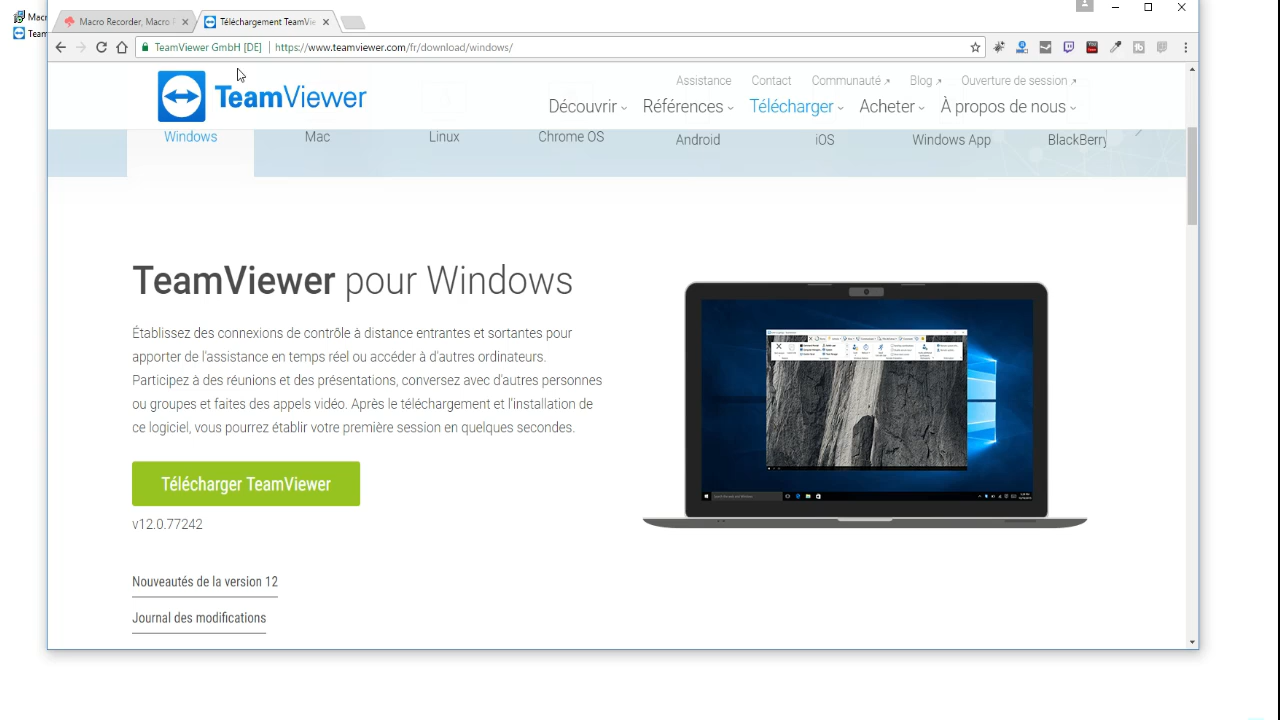 Mac
Team
Macro Recorder, Macro
Téléchargement TeamVie
TeamViewer GmbH [DE]
https://www.teamviewer.com/fr/download/windows/
TeamViewer
Assistance Contact Communauté Blog Ouverture de session
Découvrir Références Télécharger Acheter À propos de nous
Windows Mac Linux Chrome OS Android iOS Windows App BlackBerry
TeamViewer pour Windows
Établissez des connexions de contrôle à distance entrantes et sortantes pour
apporter de l'assistance en temps réel ou accéder à d'autres ordinateurs.
Participez à des réunions et des présentations, conversez avec d'autres personnes
ou groupes et faites des appels vidéo. Après le téléchargement et l'installation de
ce logiciel, vous pourrez établir votre première session en quelques secondes.
Télécharger TeamViewer
v12.0.77242
Nouveautés de la version 12
Journal des modifications